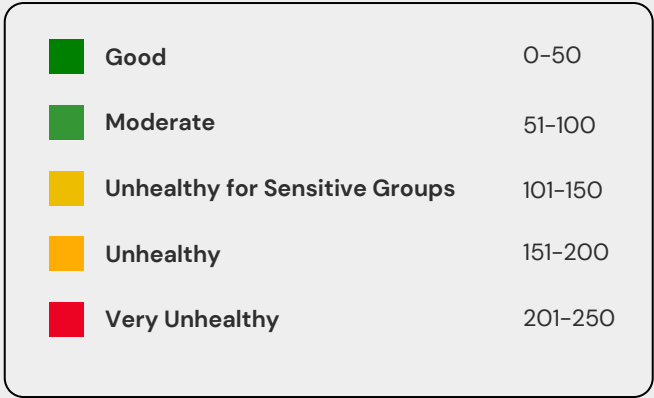 Good 0-50
Moderate 51-100
Unhealthy for Sensitive Groups 101-150
Unhealthy 151-200
Very Unhealthy 201-250